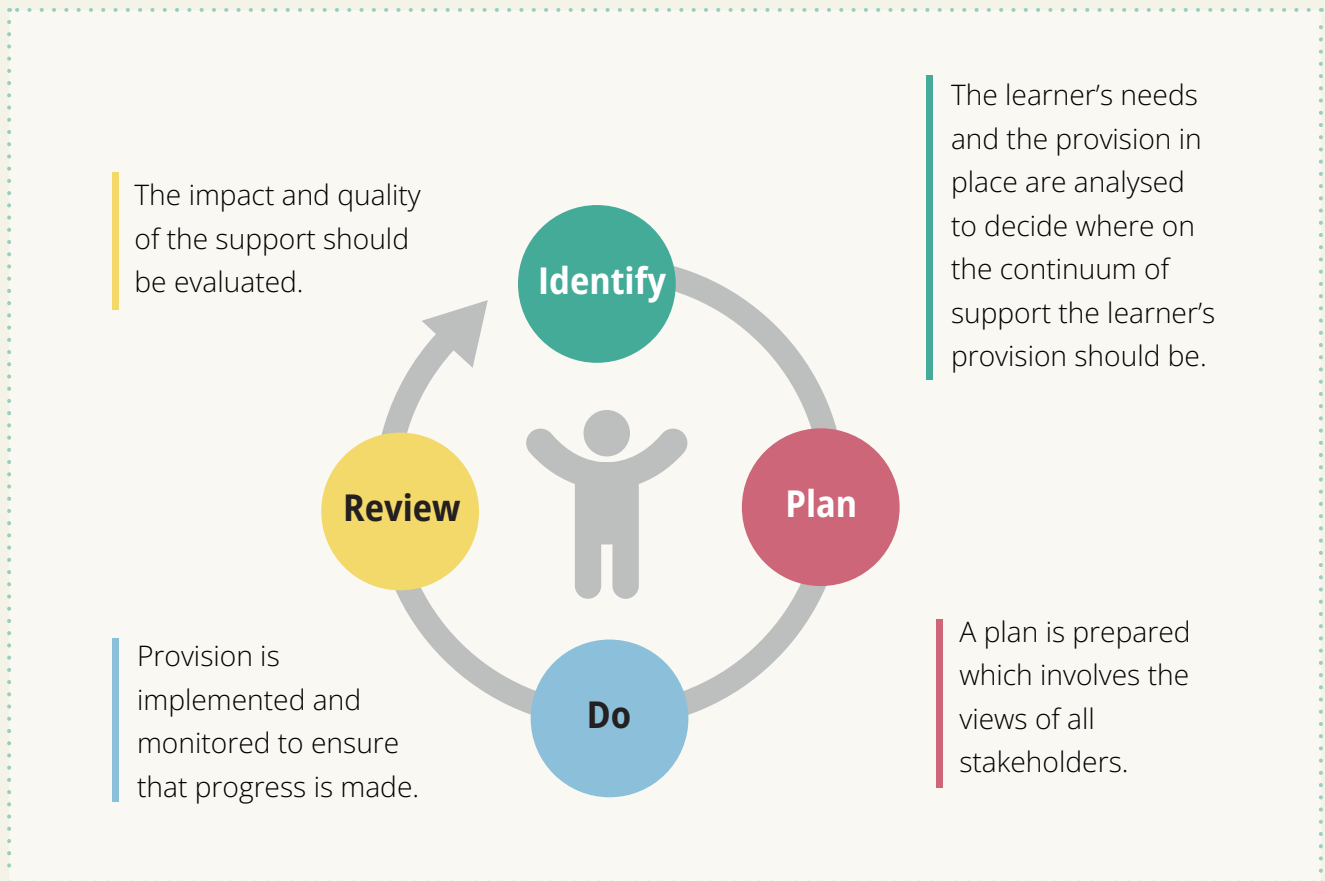 The learner’s needs
and the provision in
place are analysed
to decide where on
the continuum of
support the learner’s
provision should be.
The impact and quality
of the support should
be evaluated.
Identify
Review
Plan
Do
Provision is
implemented and
monitored to ensure
that progress is made.
A plan is prepared
which involves the
views of all
stakeholders.